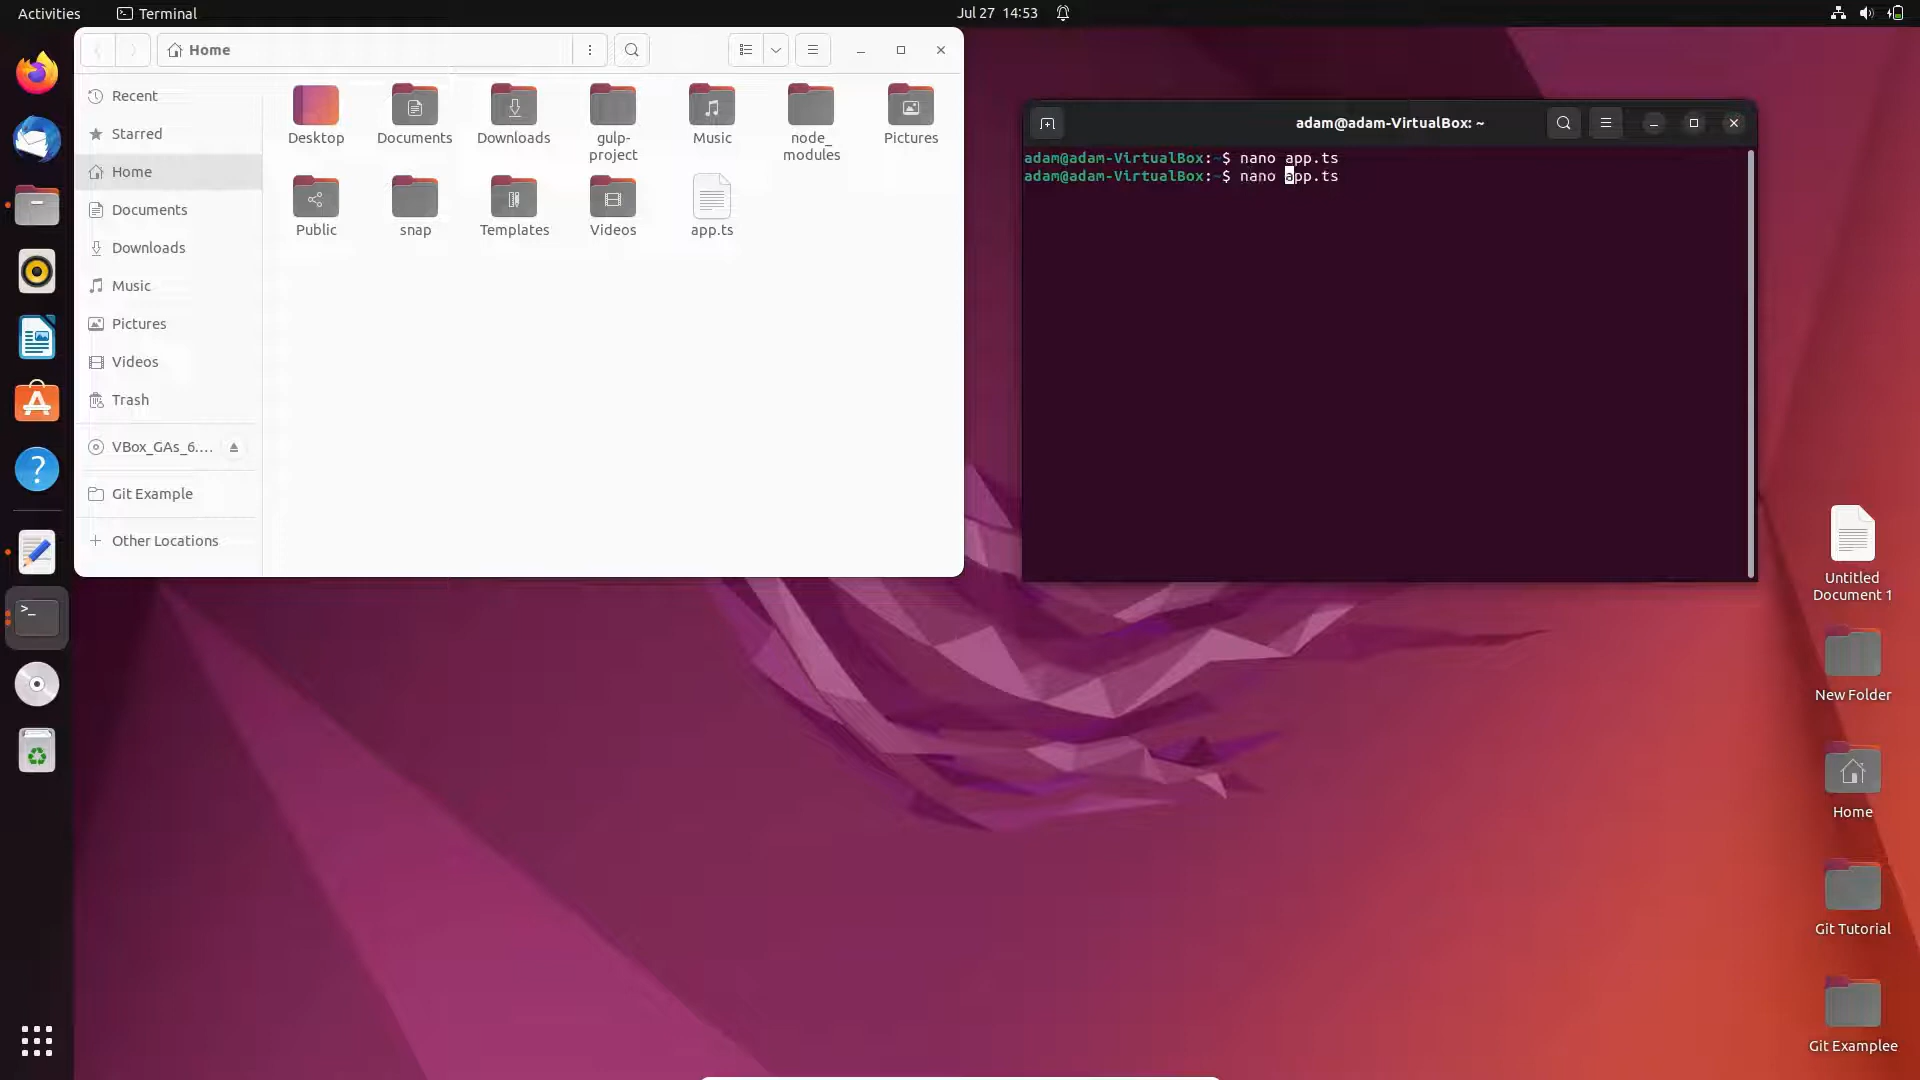 Activities
Terminal
Jul 27 14:53
Home
Recent
Starred
Home
Documents
Downloads
Music
Pictures
Videos
Trash
VBox_GAs_6....
Git Example
Other Locations
Desktop
Documents
Downloads
gulp-
project
Music
node_
modules
Pictures
Public
snap
Templates
Videos
app.ts
adam@adam-VirtualBox: ~
adam@adam-VirtualBox:~$ nano app.ts
adam@adam-VirtualBox:~$ nano app.ts
Untitled
Document 1
New Folder
Home
Git Tutorial
Git Examplee